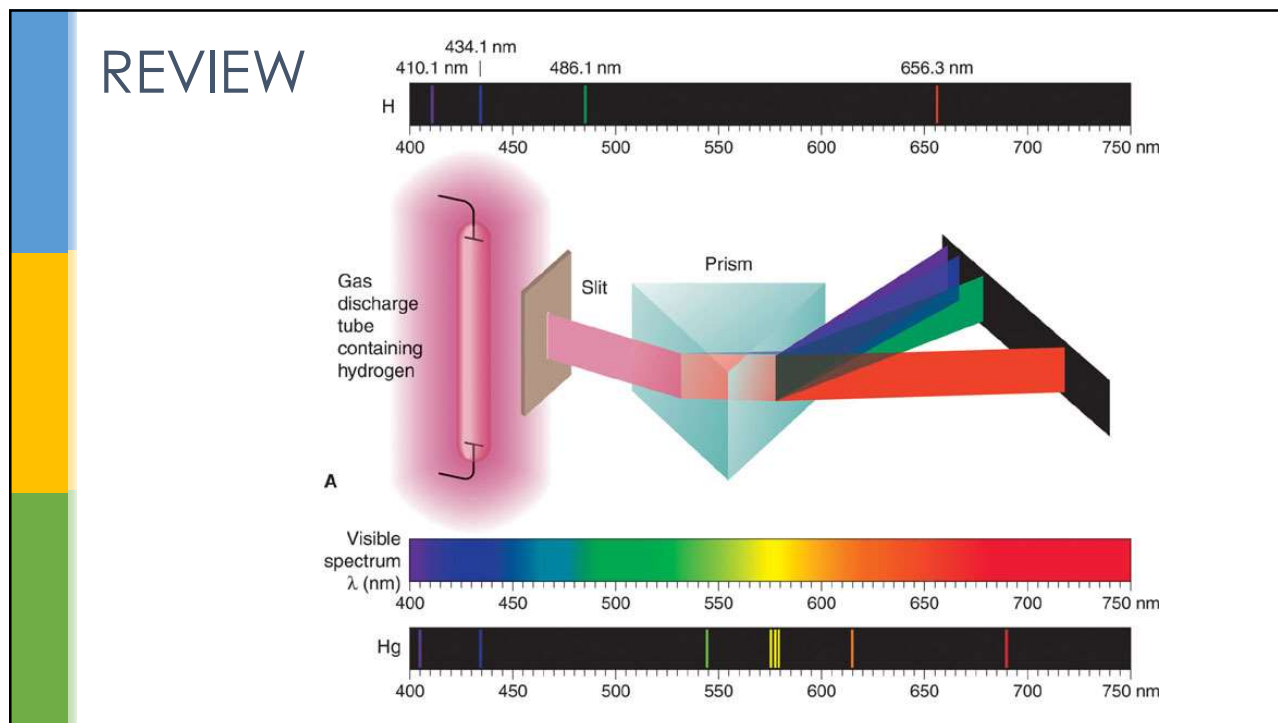 REVIEW
434.1 nm
410.1 nm
486.1 nm
656.3 nm
H
400 450 500 550 600 650 700 750 nm
Gas
discharge
tube
containing
hydrogen
Slit
Prism
A
Visible
spectrum
λ (nm)
400 450 500 550 600 650 700 750 nm
Hg
400 450 500 550 600 650 700 750 nm